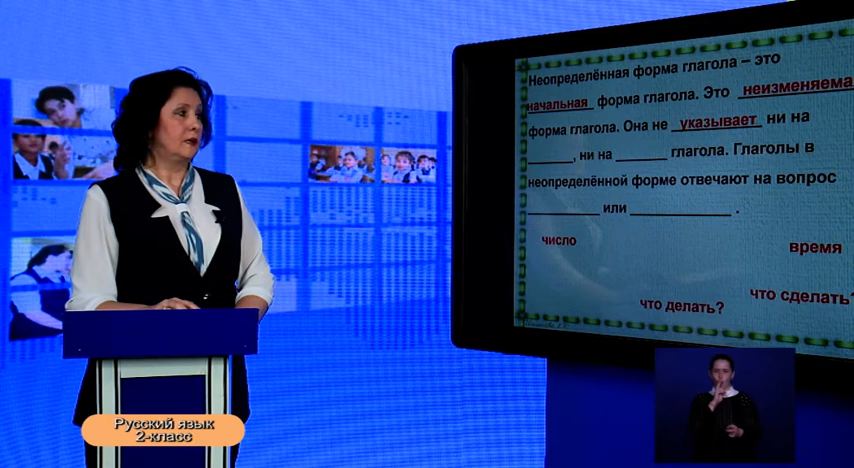 Неопределённая форма глагола – это
начальная форма глагола. Это неизменяема
форма глагола. Она не указывает ни на
______, ни на ______ глагола. Глаголы в
неопределённой форме отвечают на вопрос
________ или ___________ .
число
время
что делать?
что сделать?
Русский язык
2-класс